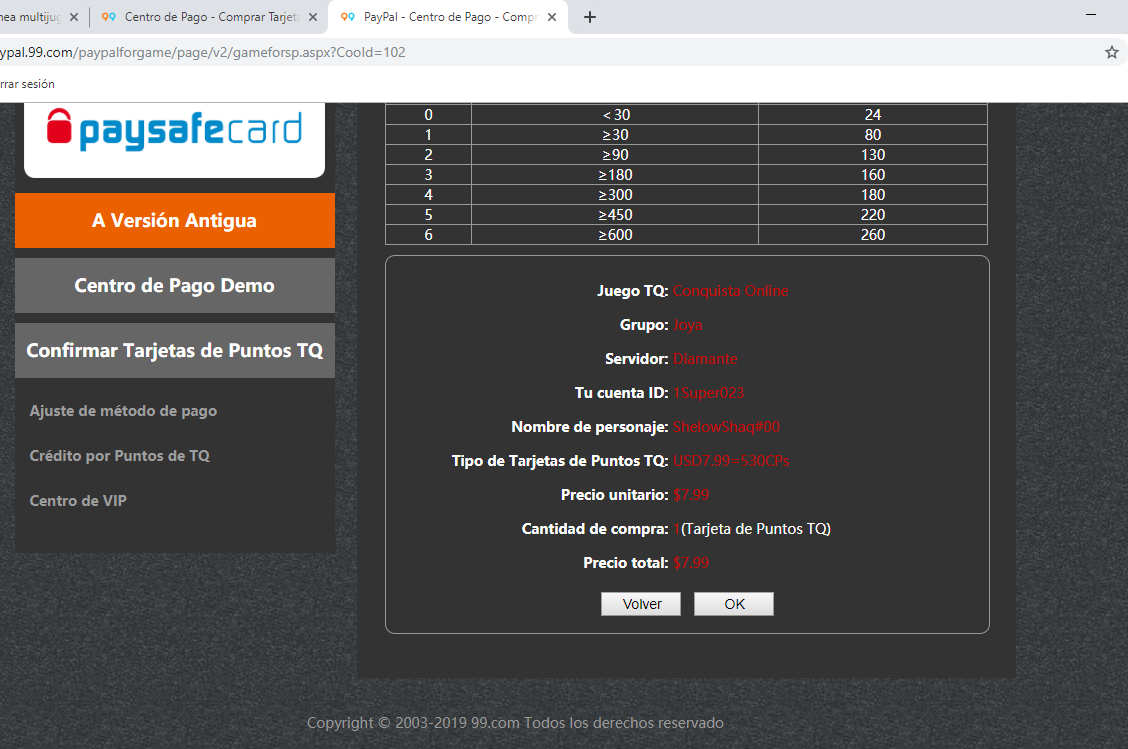 Centro de Pago - Comprar Tarjeta
PayPal - Centro de Pago - Compr
ypal.99.com/paypalforgame/page/v2/gameforsp.aspx?CooId=102
rrar sesión
paysafecard
A Versión Antigua
Centro de Pago Demo
Confirmar Tarjetas de Puntos TQ
Ajuste de método de pago
Crédito por Puntos de TQ
Centro de VIP
0 <30 24
1 ≥30 80
2 ≥90 130
3 ≥180 160
4 ≥300 180
5 ≥450 220
6 ≥600 260
Juego TQ: Conquista Online
Grupo: Joya
Servidor: Diamante
Tu cuenta ID: 1Super023
Nombre de personaje: ShelowShaq#00
Tipo de Tarjetas de Puntos TQ: USD7.99=530CPs
Precio unitario: $7.99
Cantidad de compra: 1(Tarjeta de Puntos TQ)
Precio total: $7.99
Volver OK
Copyright © 2003-2019 99.com Todos los derechos reservado